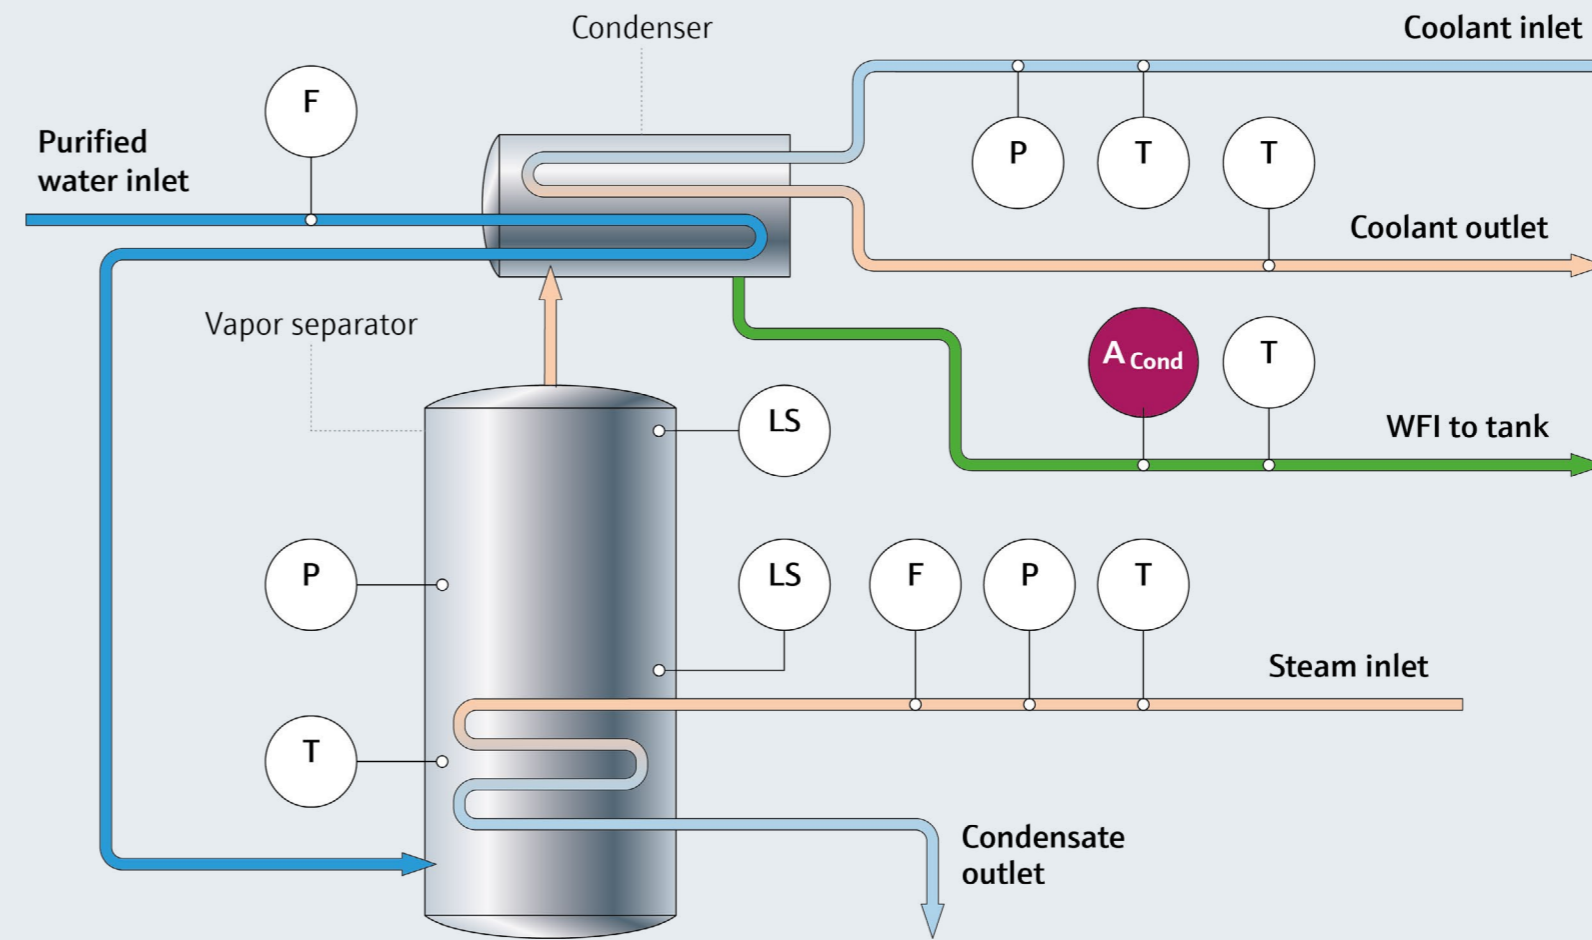 Condenser
Coolant inlet
F
Purified
water inlet
P
T
T
Coolant outlet
Vapor separator
A Cond
T
LS
WFI to tank
P
LS
F
P
T
Steam inlet
T
Condensate
outlet